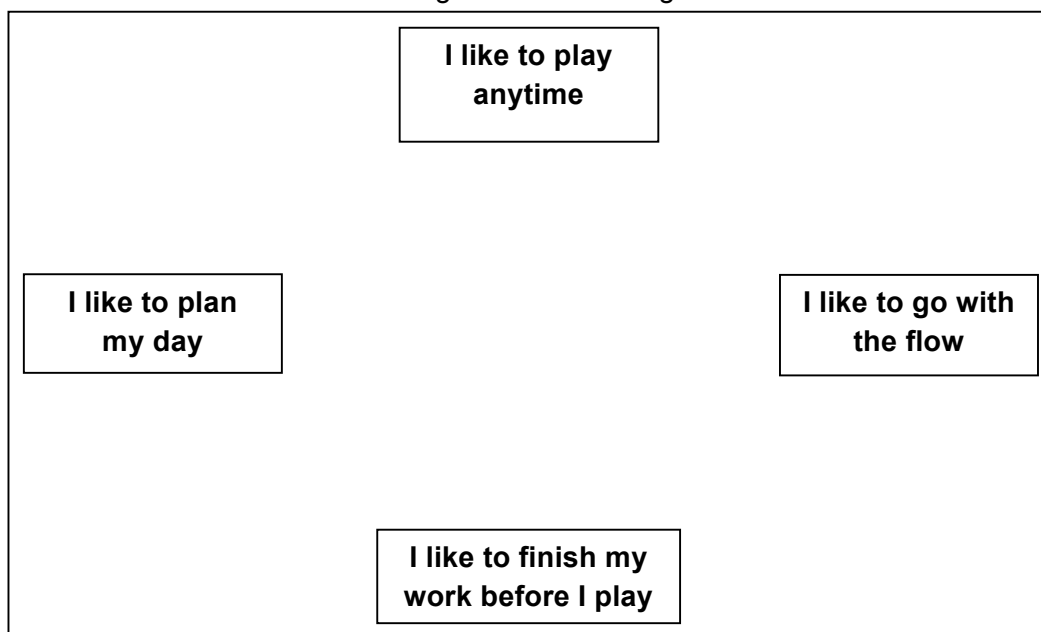 I like to play
anytime
I like to plan
my day
I like to go with
the flow
I like to finish my
work before I play